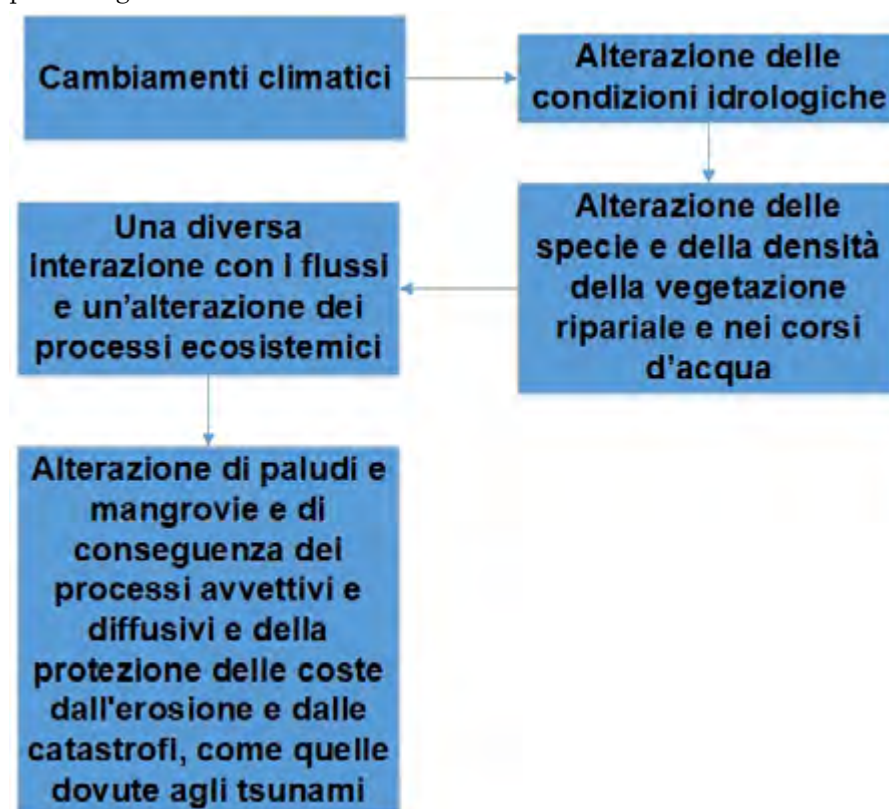 Cambiamenti climatici
Alterazione delle
condizioni idrologiche
Alterazione delle
specie e della densità
della vegetazione
ripariale e nei corsi
d'acqua
Una diversa
interazione con i flussi
e un'alterazione dei
processi ecosistemici
Alterazione di paludi e
mangrovie e di
conseguenza dei
processi avvettivi e
diffusivi e della
protezione delle coste
dall'erosione e dalle
catastrofi, come quelle
dovute agli tsunami